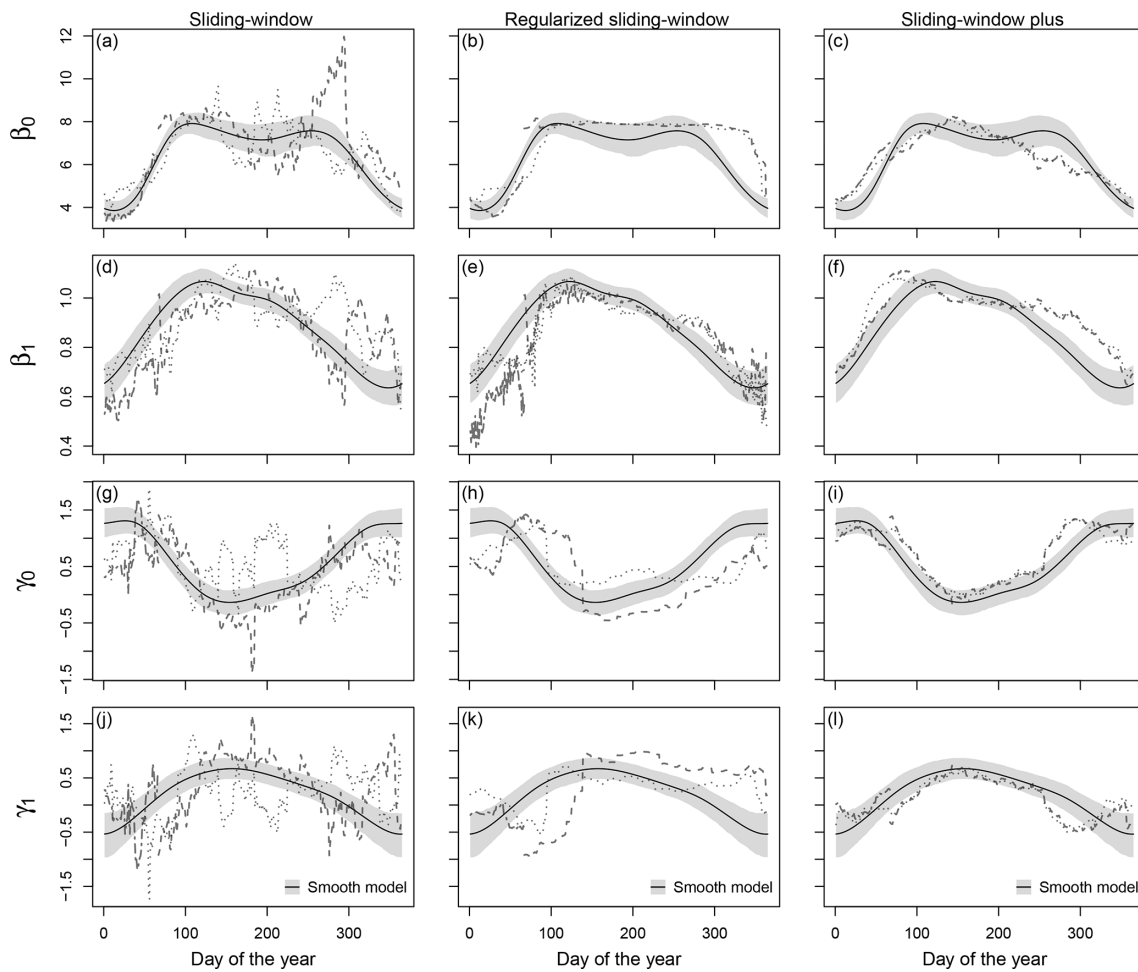 Sliding-window Regularized sliding-window Sliding-window plus
(a) (b) (c)
12
10
8
6
4
β0
(d) (e) (f)
1.0
0.8
0.6
0.4
β1
(g) (h) (i)
1.5
0.5
−0.5
−1.5
γ0
(j) (k) (l)
1.5
0.5
−0.5
−1.5
γ1
Smooth model Smooth model
0 100 200 300 0 100 200 300 0 100 200 300
Day of the year Day of the year Day of the year